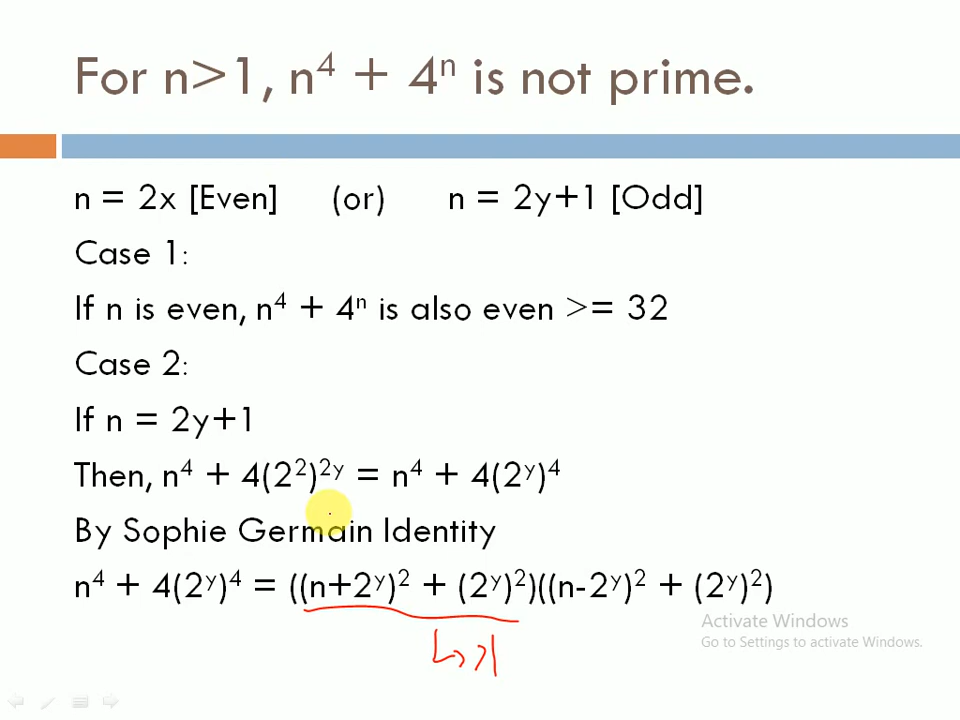 For n>1, n⁴ + 4ⁿ is not prime.
n = 2x [Even] (or) n = 2y+1 [Odd]
Case 1:
If n is even, n⁴ + 4ⁿ is also even >= 32
Case 2:
If n = 2y+1
Then, n⁴ + 4(2²)²ʸ = n⁴ + 4(2ʸ)⁴
By Sophie Germain Identity
n⁴ + 4(2ʸ)⁴ = ((n+2ʸ)² + (2ʸ)²)((n-2ʸ)² + (2ʸ)²)
↳ >1
Activate Windows
Go to Settings to activate Windows.